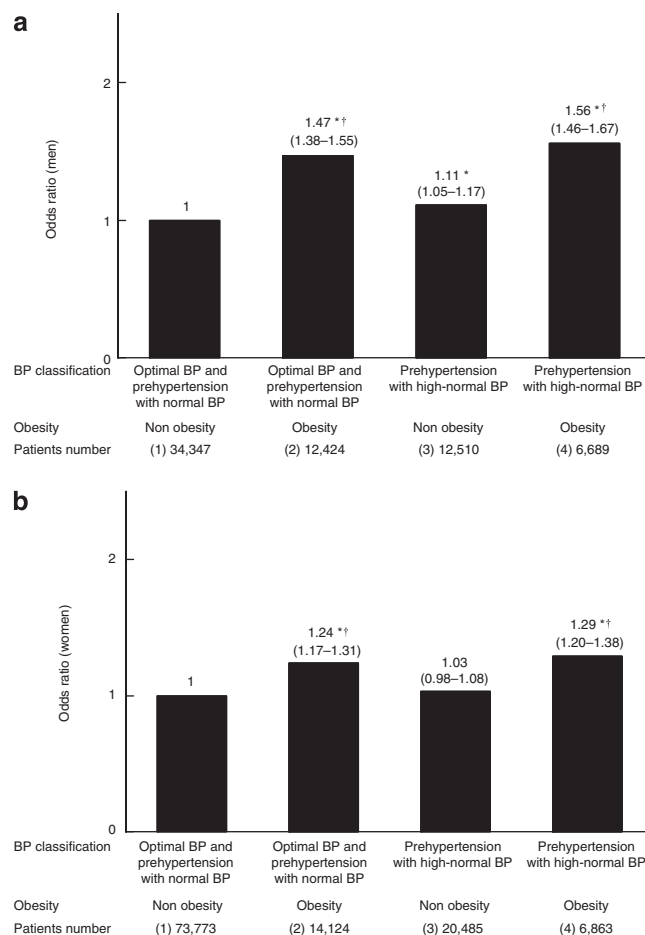 a
2
1.56 *†
(1.46–1.67)
1.47 *†
(1.38–1.55)
1.11 *
(1.05–1.17)
1
Odds ratio (men)
1
0
BP classification Optimal BP and Optimal BP and Prehypertension Prehypertension
prehypertension prehypertension with high-normal BP with high-normal BP
with normal BP with normal BP
Obesity Non obesity Obesity Non obesity Obesity
Patients number (1) 34,347 (2) 12,424 (3) 12,510 (4) 6,689
b
2
1.29 *†
(1.20–1.38)
1.24 *†
(1.17–1.31)
1.03
(0.98–1.08)
1
Odds ratio (women)
1
0
BP classification Optimal BP and Optimal BP and Prehypertension Prehypertension
prehypertension prehypertension with high-normal BP with high-normal BP
with normal BP with normal BP
Obesity Non obesity Obesity Non obesity Obesity
Patients number (1) 73,773 (2) 14,124 (3) 20,485 (4) 6,863